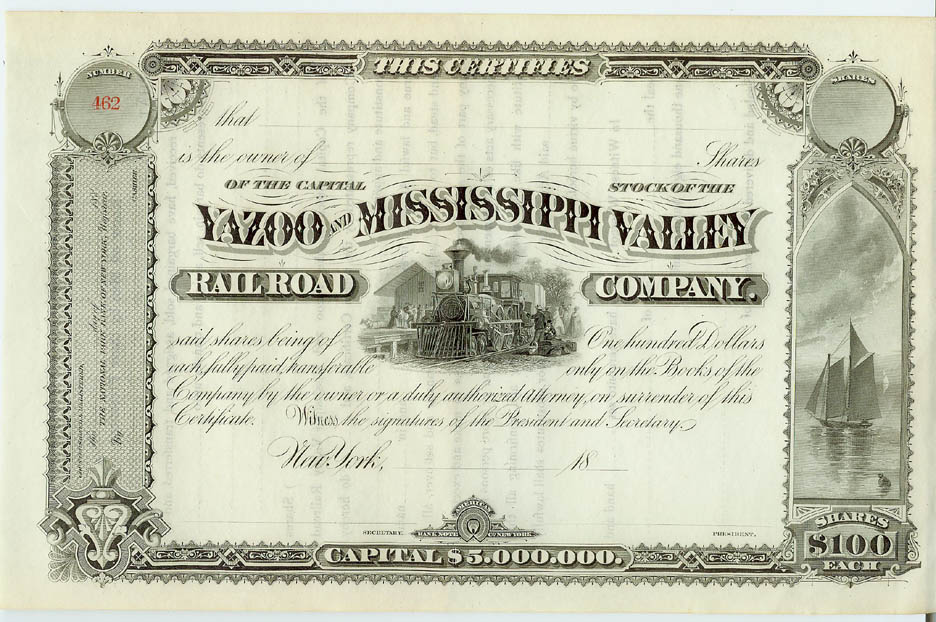 THIS CERTIFIES
NUMBER
462
SHARES
that
is the owner of Shares
OF THE CAPITAL STOCK OF THE
YAZOO AND MISSISSIPPI VALLEY
RAIL ROAD COMPANY.
said shares being of One hundred Dollars
each, fully paid, transferable only on the Books of the
Company by the owner or a duly authorized Attorney, on surrender of this
Certificate. Witness the signatures of the President and Secretary.
New York, 18
SECRETARY. PRESIDENT.
AMERICAN
BANK NOTE Co. NEW YORK.
CAPITAL $5.000.000.
SHARES
$100
EACH